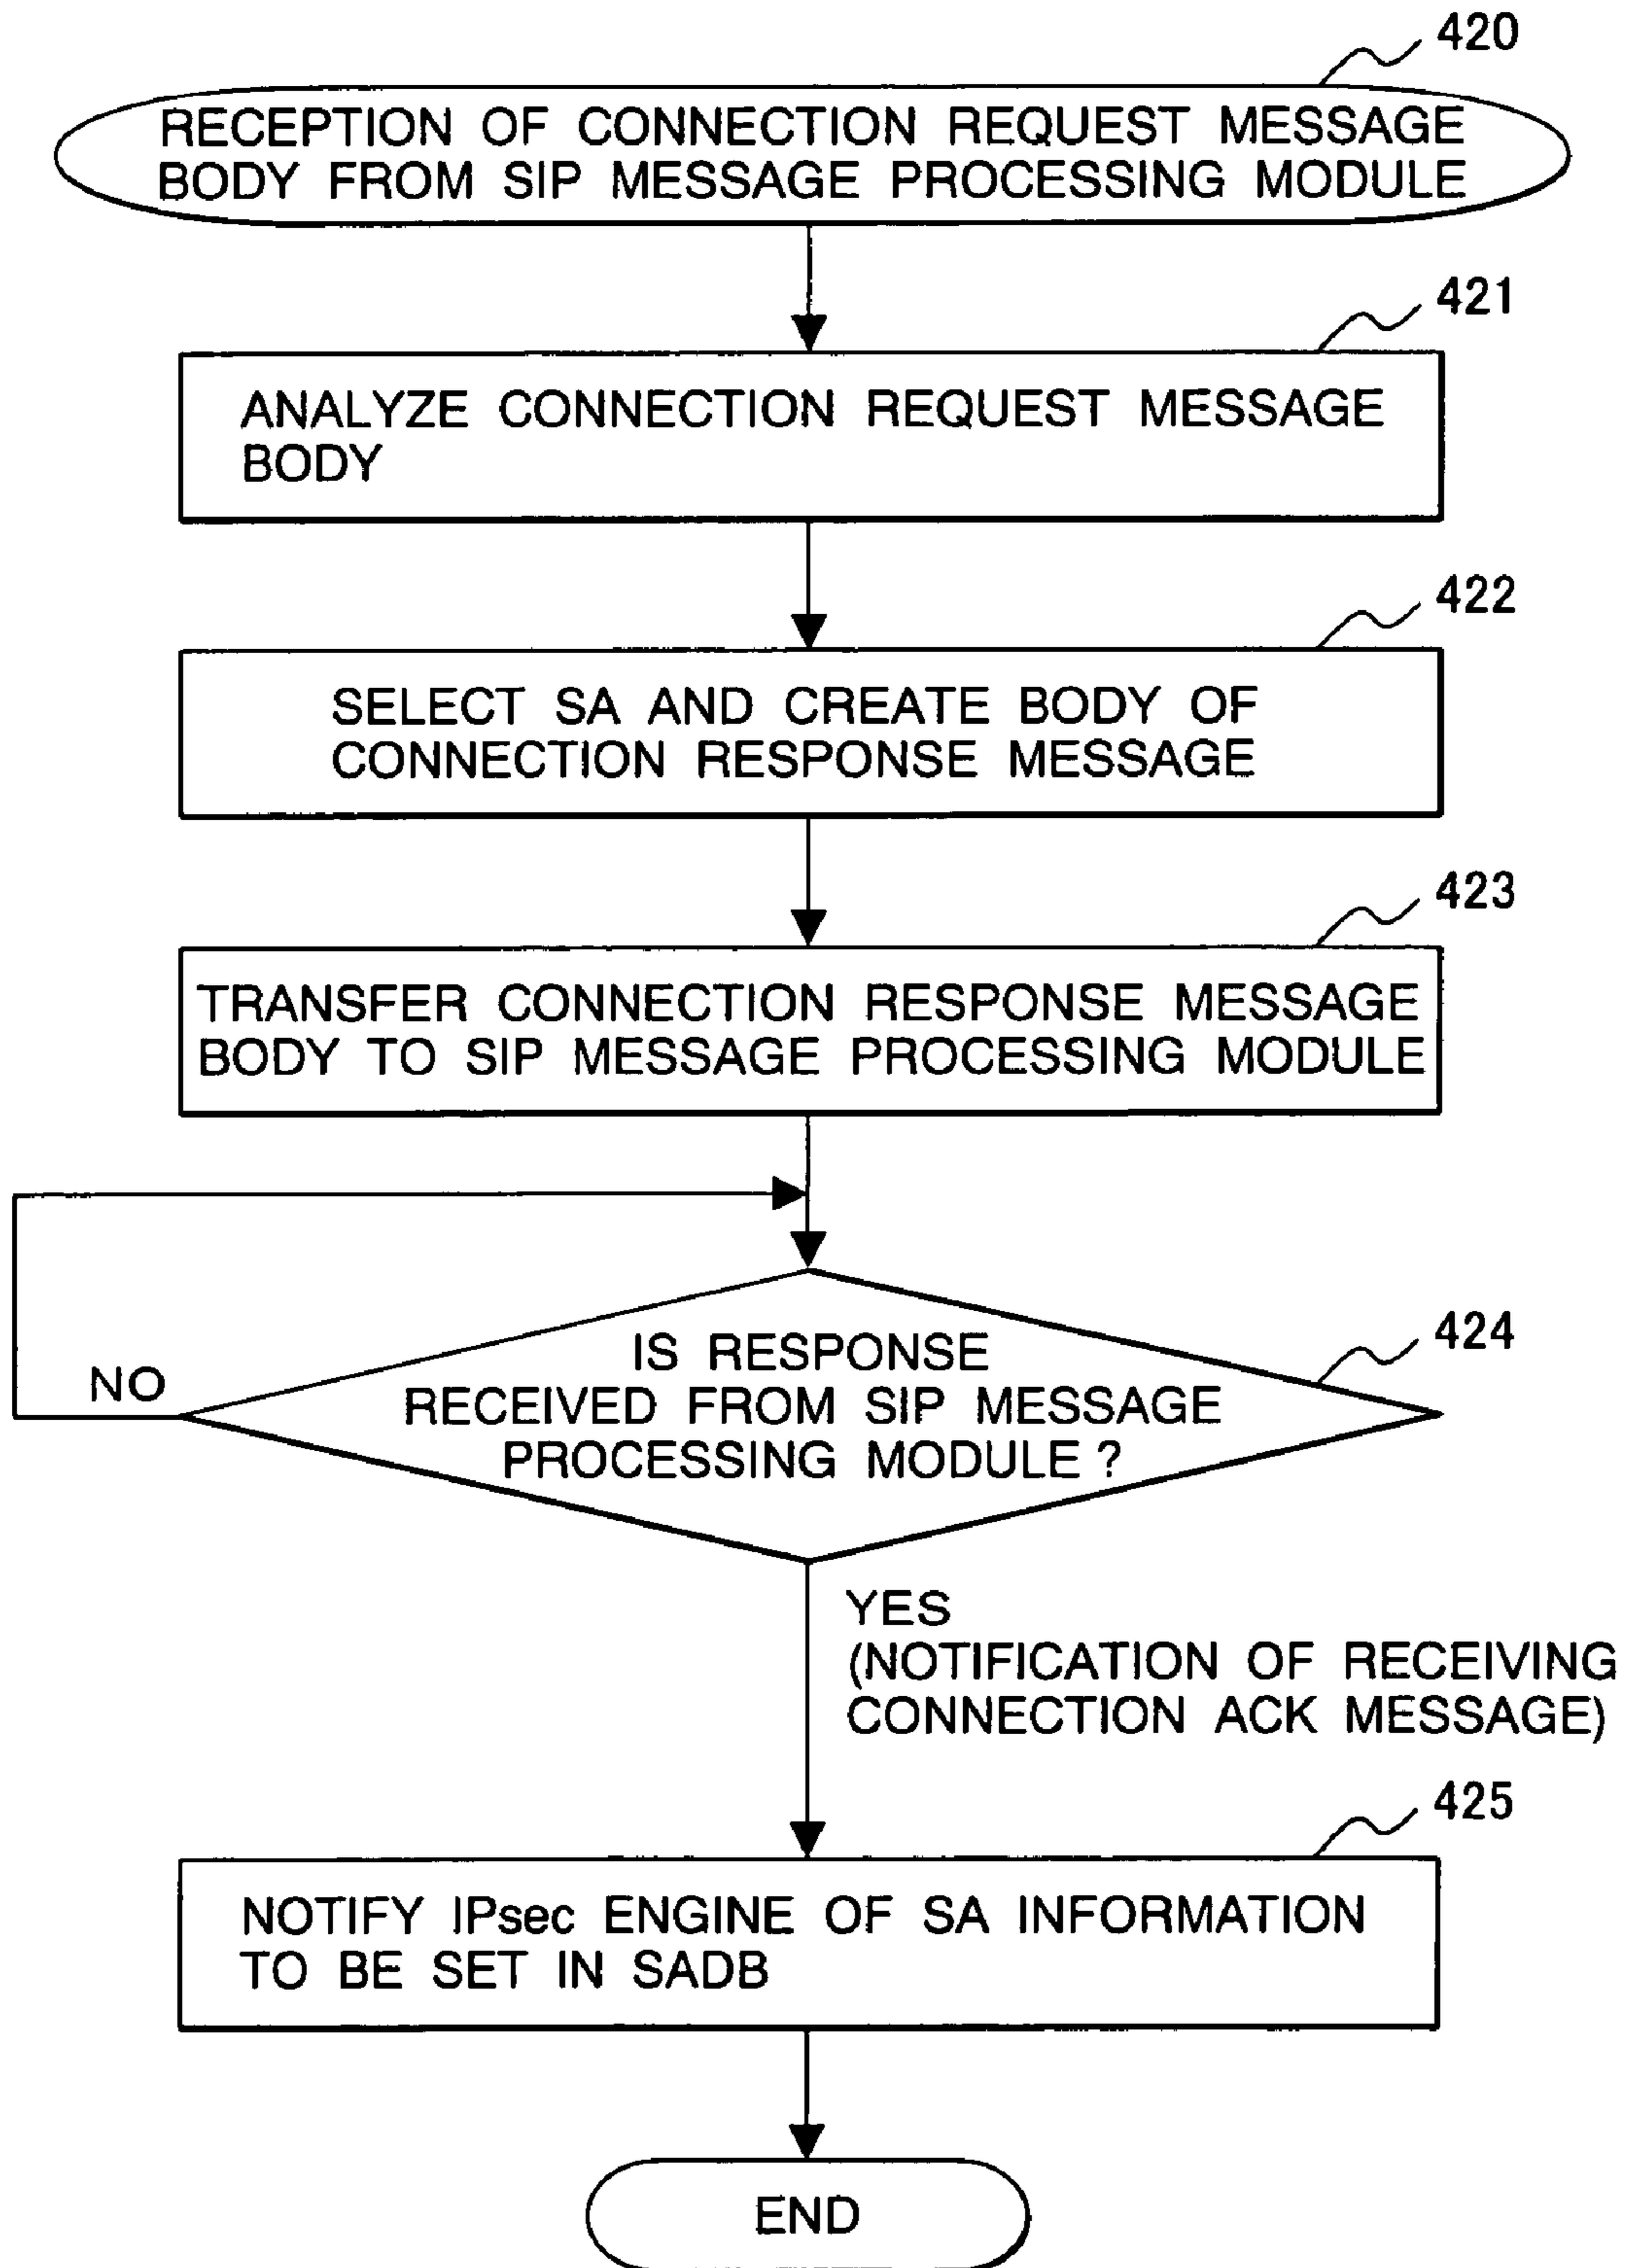 420
RECEPTION OF CONNECTION REQUEST MESSAGE
BODY FROM SIP MESSAGE PROCESSING MODULE
421
ANALYZE CONNECTION REQUEST MESSAGE
BODY
422
SELECT SA AND CREATE BODY OF
CONNECTION RESPONSE MESSAGE
423
TRANSFER CONNECTION RESPONSE MESSAGE
BODY TO SIP MESSAGE PROCESSING MODULE
424
IS RESPONSE
RECEIVED FROM SIP MESSAGE
PROCESSING MODULE ?
NO
YES
(NOTIFICATION OF RECEIVING
CONNECTION ACK MESSAGE)
425
NOTIFY IPsec ENGINE OF SA INFORMATION
TO BE SET IN SADB
END